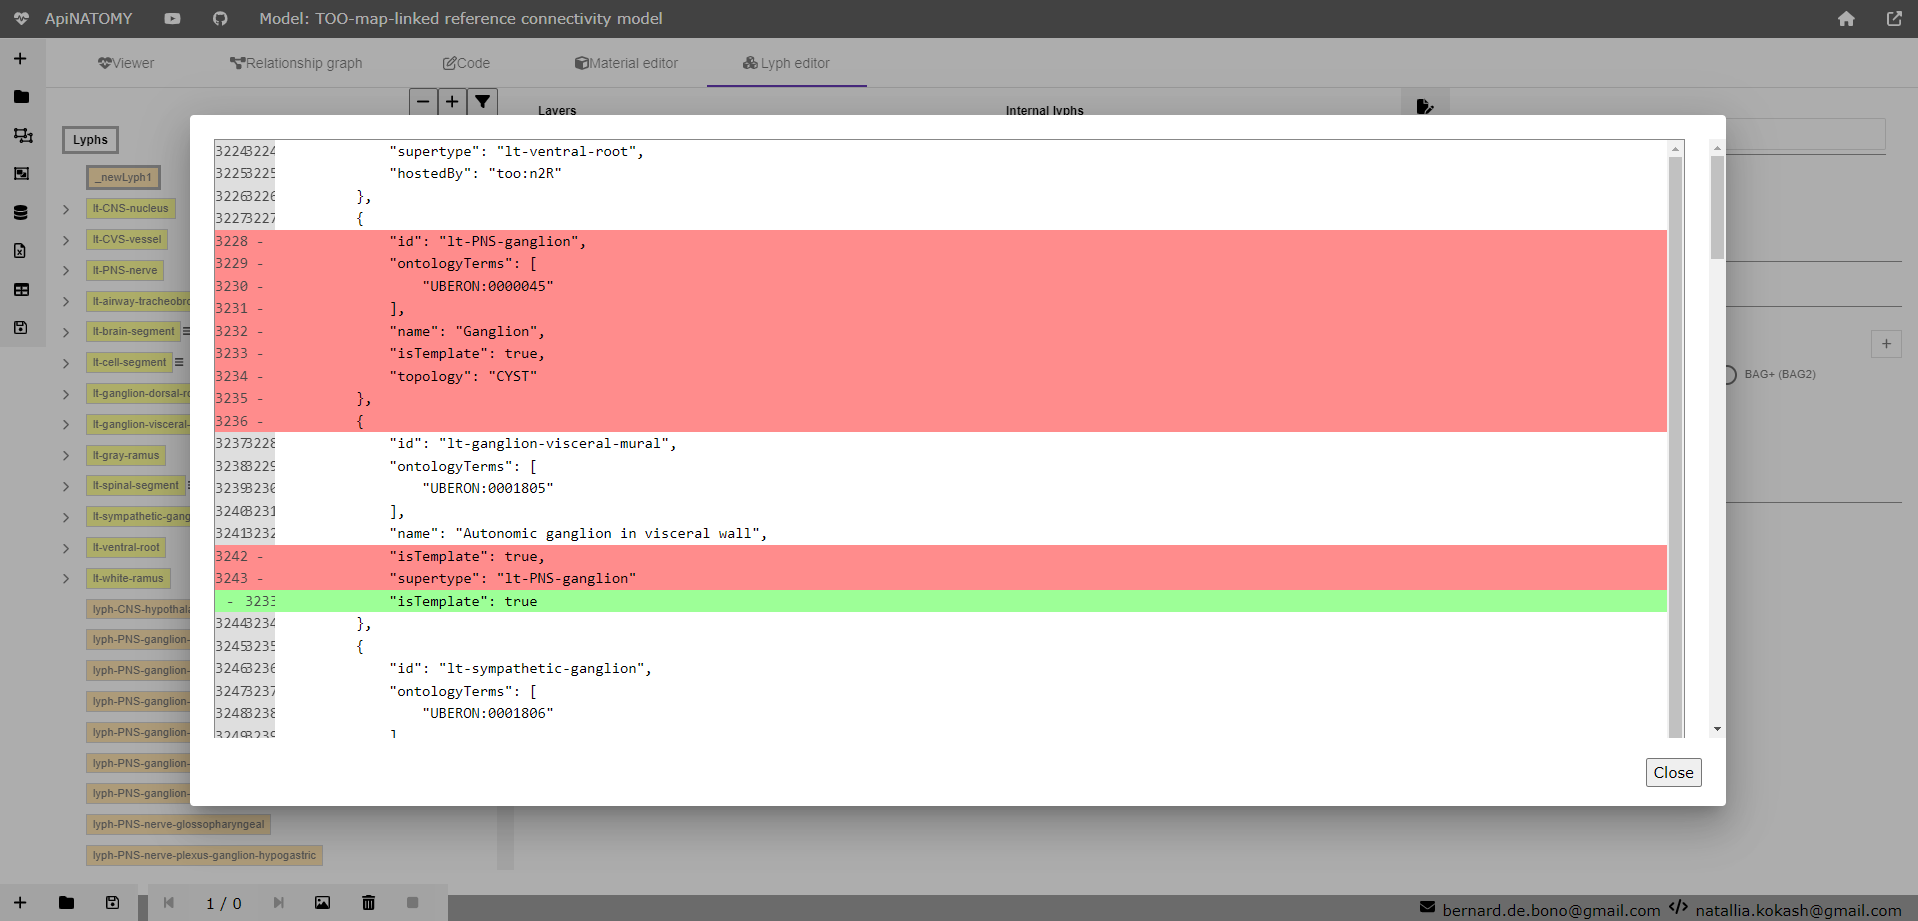 ApiNATOMY Model: TOO-map-linked reference connectivity model
Viewer Relationship graph Code Material editor Lyph editor
Layers Internal lyphs
Lyphs
_newLyph1
lt-CNS-nucleus
lt-CVS-vessel
lt-PNS-nerve
lt-airway-tracheobro
lt-brain-segment
lt-cell-segment
lt-ganglion-dorsal-ro
lt-ganglion-visceral-
lt-gray-ramus
lt-spinal-segment
lt-sympathetic-gang
lt-ventral-root
lt-white-ramus
lyph-CNS-hypothala
lyph-PNS-ganglion-
lyph-PNS-ganglion-
lyph-PNS-ganglion-
lyph-PNS-ganglion-
lyph-PNS-ganglion-
lyph-PNS-ganglion-
lyph-PNS-nerve-glossopharyngeal
lyph-PNS-nerve-plexus-ganglion-hypogastric
3224 3224 "supertype": "lt-ventral-root",
3225 3225 "hostedBy": "too:n2R"
3226 3226 },
3227 3227 {
3228 - "id": "lt-PNS-ganglion",
3229 - "ontologyTerms": [
3230 - "UBERON:0000045"
3231 - ],
3232 - "name": "Ganglion",
3233 - "isTemplate": true,
3234 - "topology": "CYST"
3235 - },
3236 - {
3237 3228 "id": "lt-ganglion-visceral-mural",
3238 3229 "ontologyTerms": [
3239 3230 "UBERON:0001805"
3240 3231 ],
3241 3232 "name": "Autonomic ganglion in visceral wall",
3242 - "isTemplate": true,
3243 - "supertype": "lt-PNS-ganglion"
- 3233 "isTemplate": true
3244 3234 },
3245 3235 {
3246 3236 "id": "lt-sympathetic-ganglion",
3247 3237 "ontologyTerms": [
3248 3238 "UBERON:0001806"
3249 3239 ]
Close
BAG+ (BAG2)
1 / 0
bernard.de.bono@gmail.com natallia.kokash@gmail.com